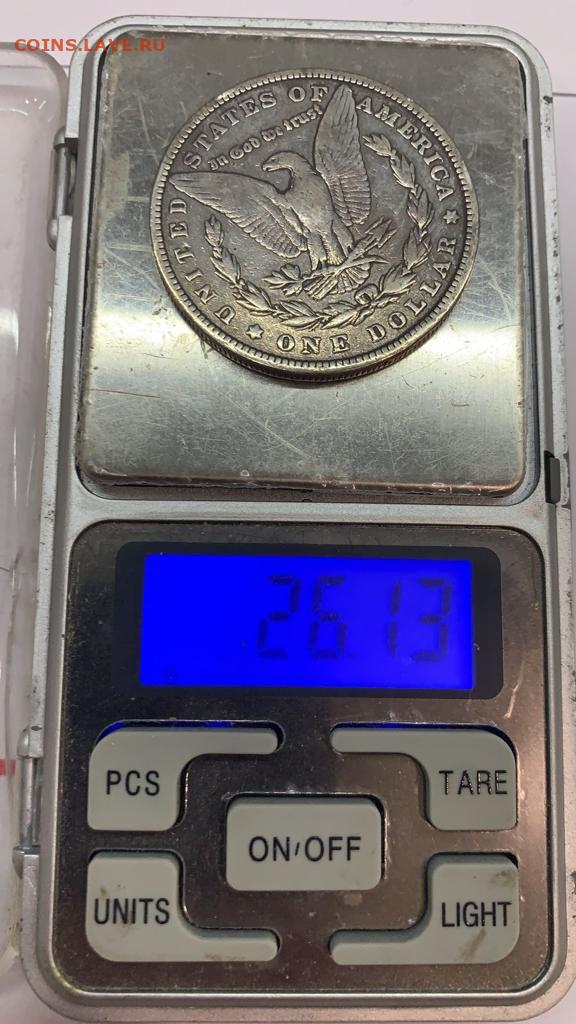 COINS.LAVE.RU
UNITED STATES OF AMERICA
In God we trust
ONE DOLLAR
26.13
PCS
TARE
ON/OFF
UNITS
LIGHT